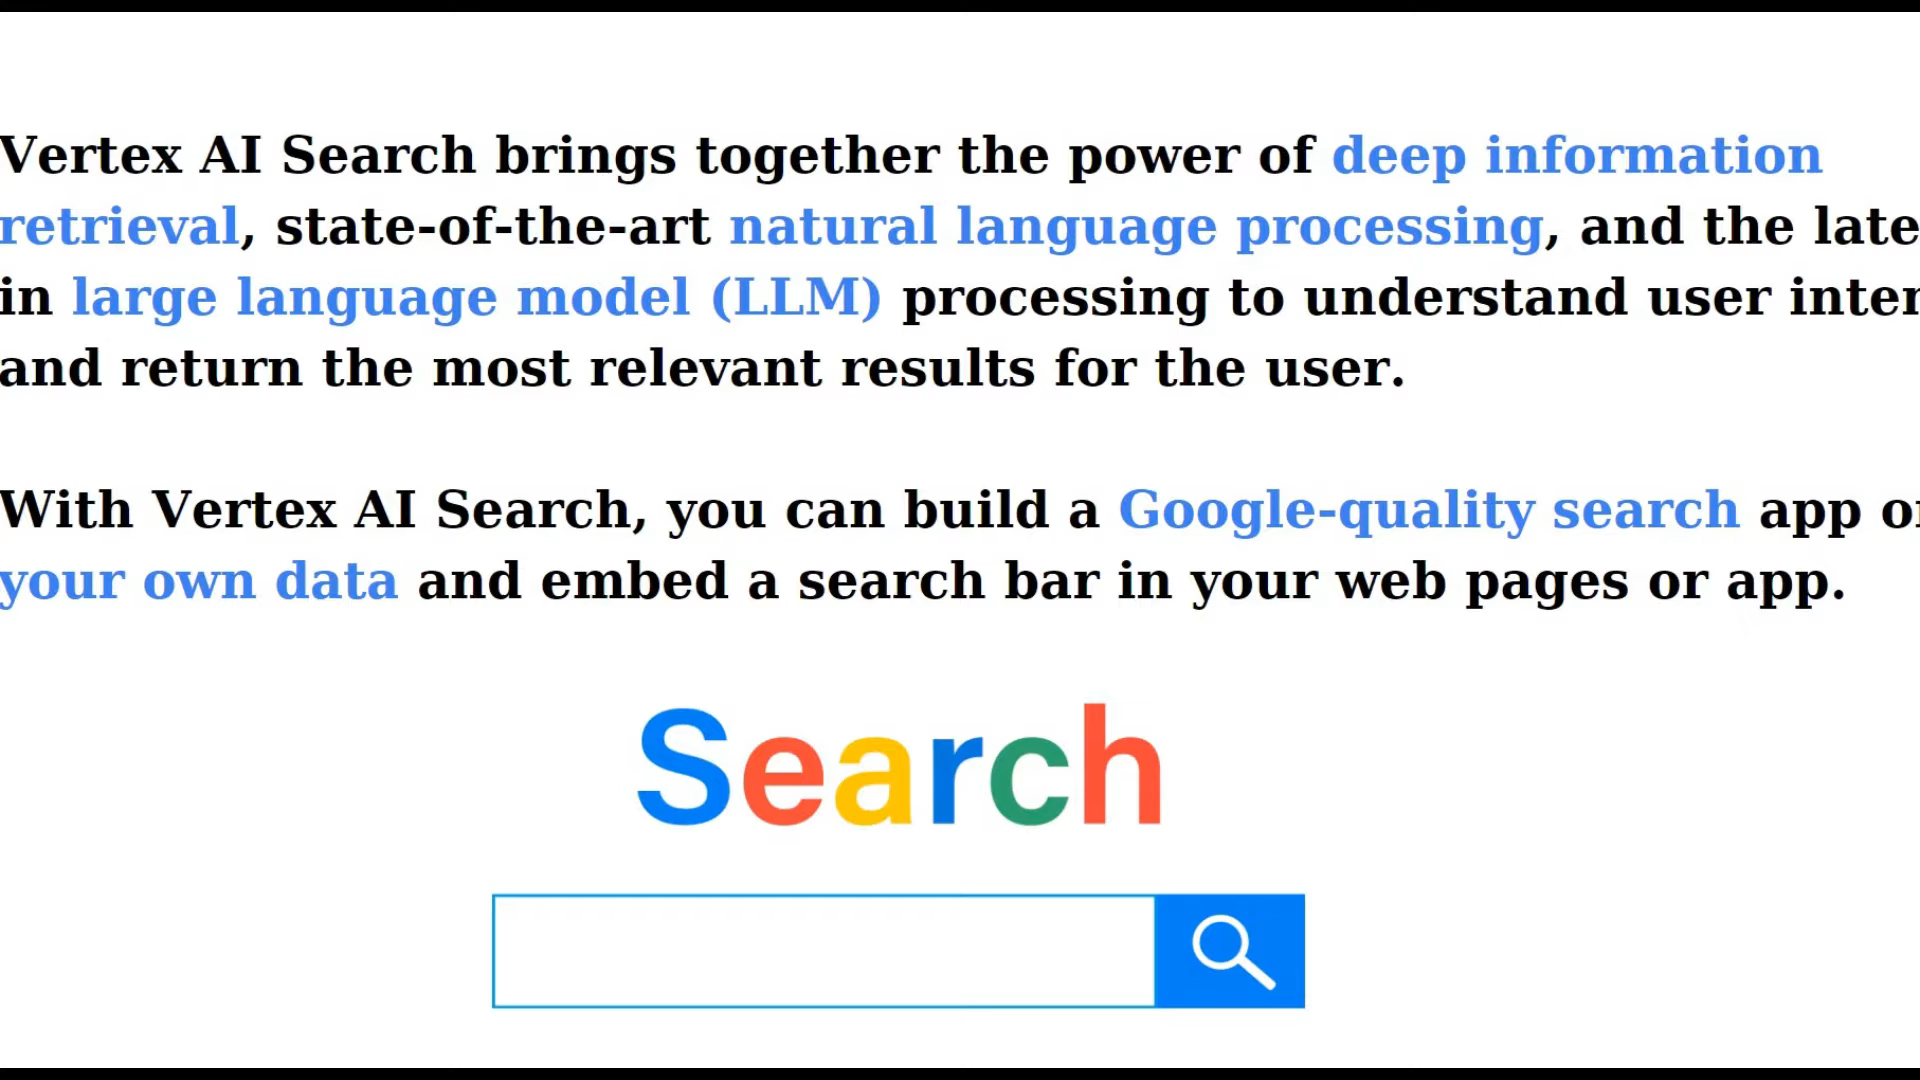 Vertex AI Search brings together the power of deep information
retrieval, state-of-the-art natural language processing, and the
in large language model (LLM) processing to understand user
and return the most relevant results for the user.
With Vertex AI Search, you can build a Google-quality search app
your own data and embed a search bar in your web pages or app.
Search